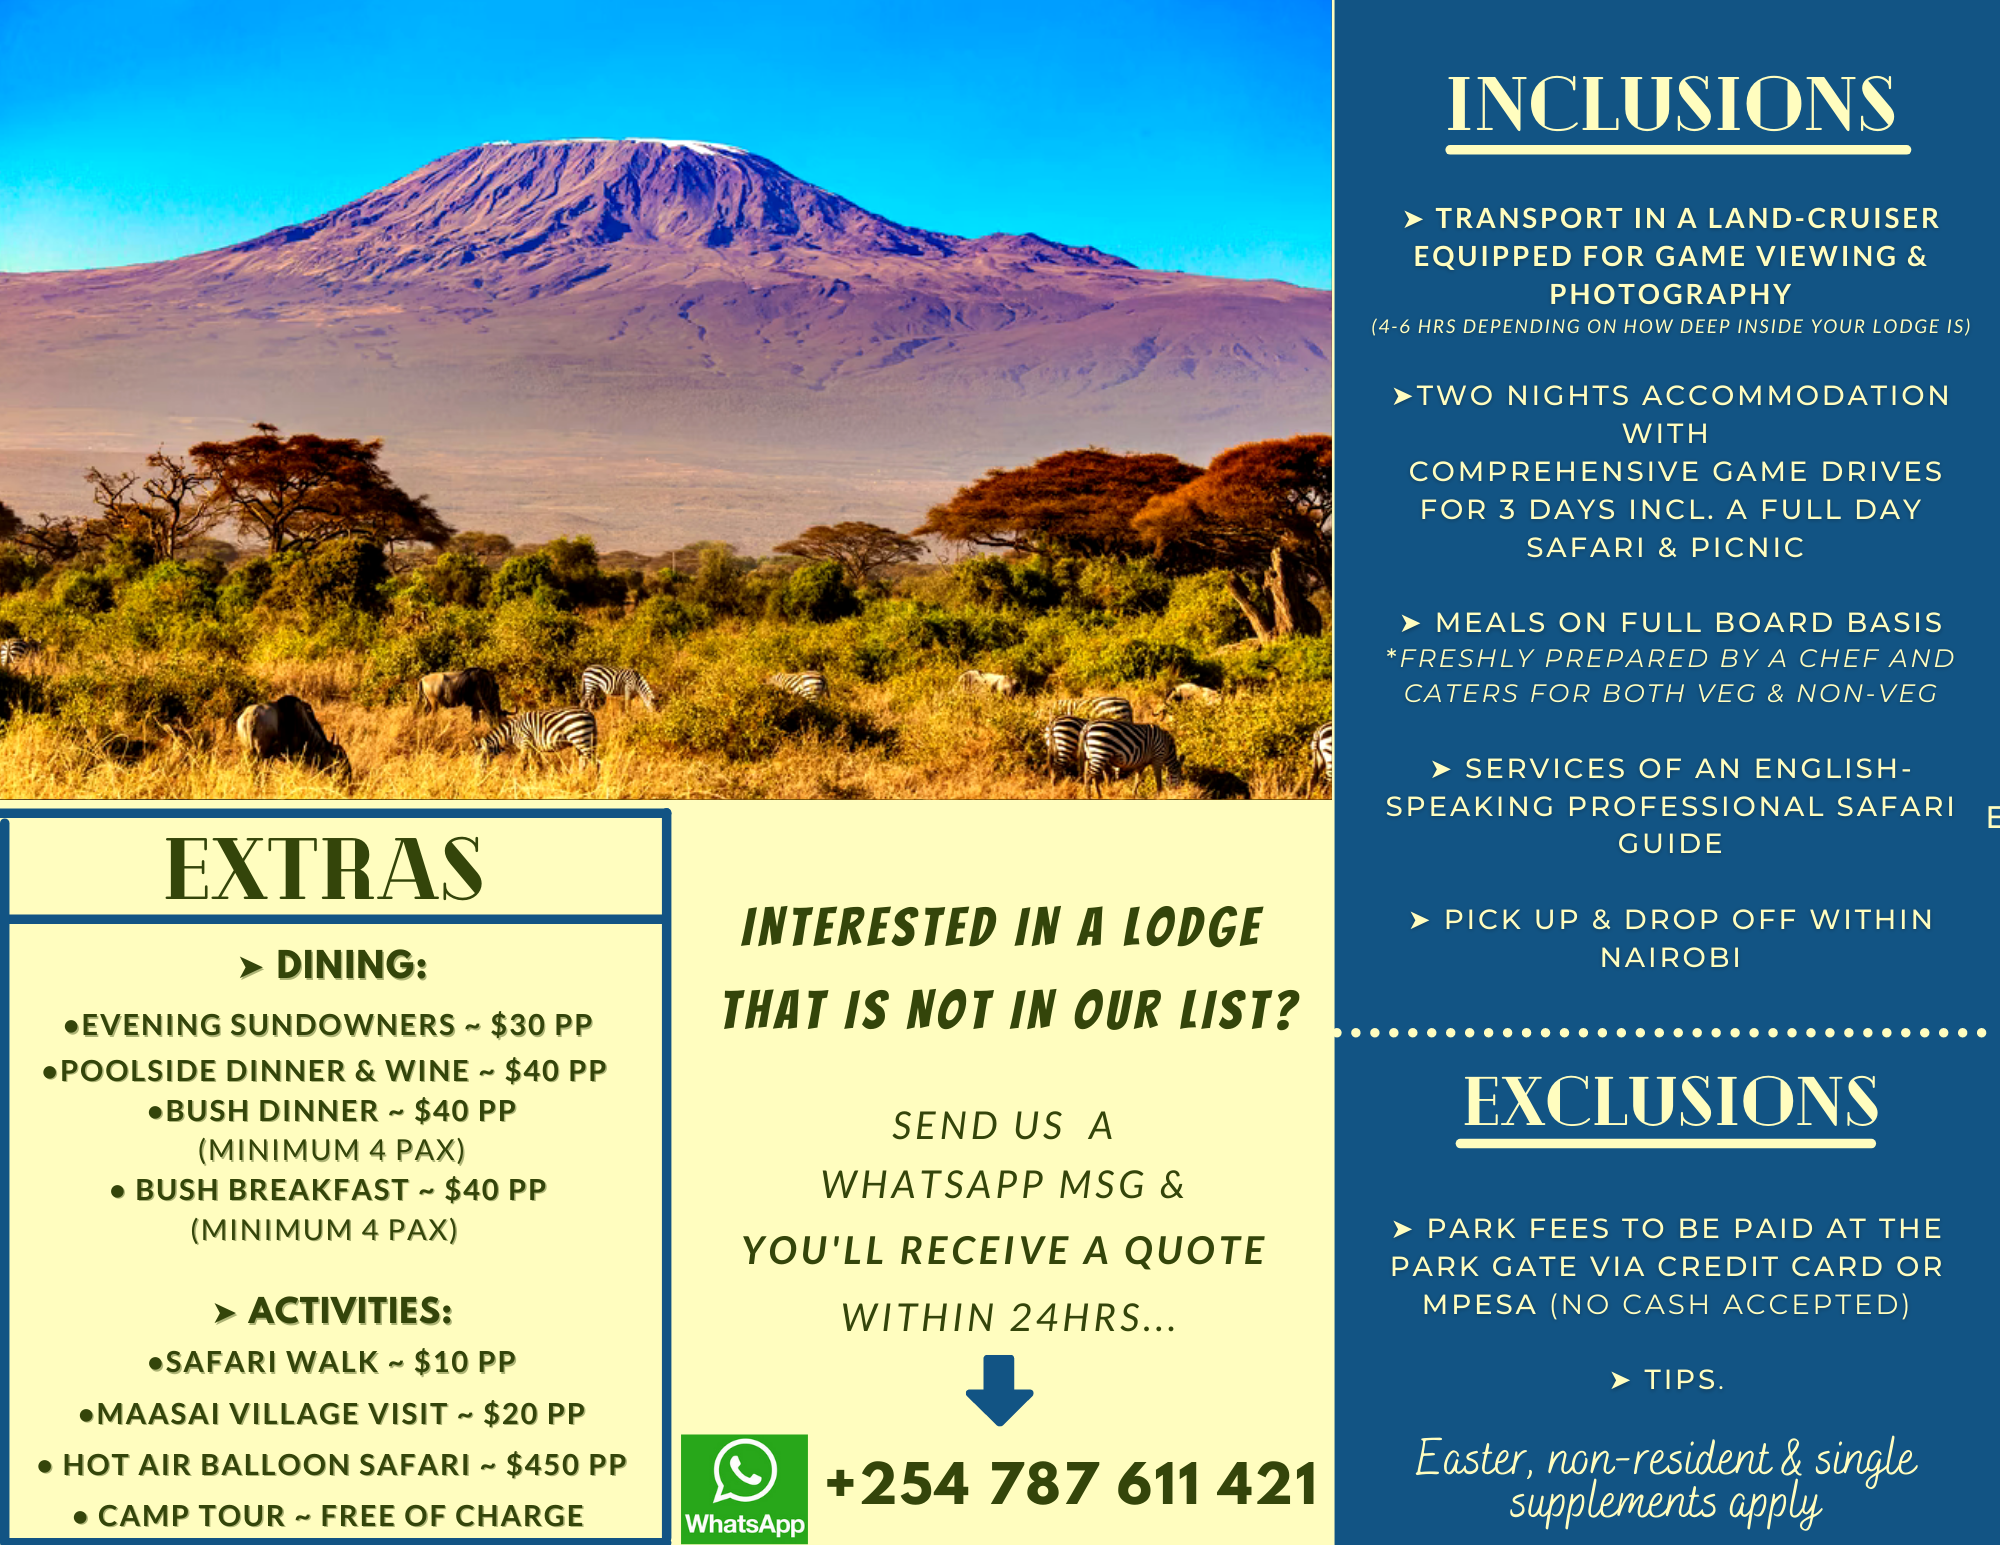 INCLUSIONS
➤ TRANSPORT IN A LAND-CRUISER
EQUIPPED FOR GAME VIEWING &
PHOTOGRAPHY
(4-6 HRS DEPENDING ON HOW DEEP INSIDE YOUR LODGE IS)
➤TWO NIGHTS ACCOMMODATION
WITH
COMPREHENSIVE GAME DRIVES
FOR 3 DAYS INCL. A FULL DAY
SAFARI & PICNIC
➤ MEALS ON FULL BOARD BASIS
*FRESHLY PREPARED BY A CHEF AND
CATERS FOR BOTH VEG & NON-VEG
➤ SERVICES OF AN ENGLISH-
SPEAKING PROFESSIONAL SAFARI
GUIDE
➤ PICK UP & DROP OFF WITHIN
NAIROBI
EXCLUSIONS
➤ PARK FEES TO BE PAID AT THE
PARK GATE VIA CREDIT CARD OR
MPESA (NO CASH ACCEPTED)
➤ TIPS.
Easter, non-resident & single
supplements apply
EXTRAS
➤ DINING:
•EVENING SUNDOWNERS ~ $30 PP
•POOLSIDE DINNER & WINE ~ $40 PP
•BUSH DINNER ~ $40 PP
(MINIMUM 4 PAX)
• BUSH BREAKFAST ~ $40 PP
(MINIMUM 4 PAX)
➤ ACTIVITIES:
•SAFARI WALK ~ $10 PP
•MAASAI VILLAGE VISIT ~ $20 PP
• HOT AIR BALLOON SAFARI ~ $450 PP
• CAMP TOUR ~ FREE OF CHARGE
INTERESTED IN A LODGE
THAT IS NOT IN OUR LIST?
SEND US A
WHATSAPP MSG &
YOU'LL RECEIVE A QUOTE
WITHIN 24HRS...
WhatsApp
+254 787 611 421